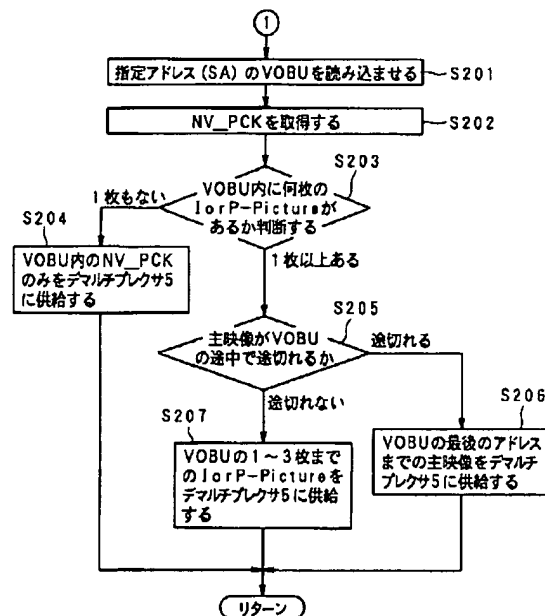 1
指定アドレス(SA)のVOBUを読み込ませる
S201
NV_PCKを取得する
S202
S203
VOBU内に何枚の
IorP-Pictureが
あるか判断する
1枚もない
1枚以上ある
S204
VOBU内のNV_PCK
のみをデマルチプレクサ5
に供給する
S205
主映像がVOBU
の途中で途切れるか
途切れる
途切れない
S206
VOBUの最後のアドレス
までの主映像をデマルチ
プレクサ5に供給する
S207
VOBUの1～3枚まで
のIorP-Pictureを
デマルチプレクサ5に供給
する
リターン